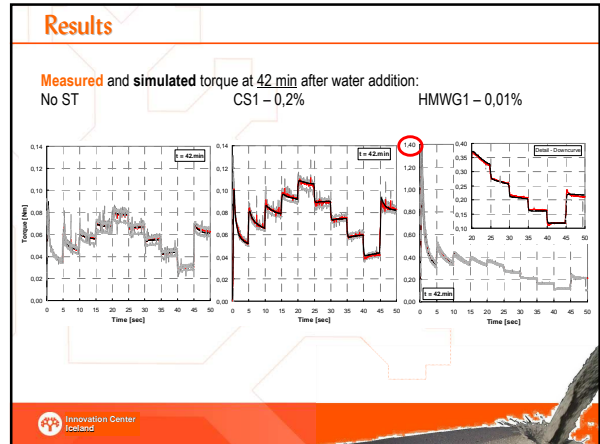 Results
Measured and simulated torque at 42 min after water addition:
No ST CS1 – 0,2% HMWG1 – 0,01%
0,14
0,12
0,10
0,08
0,06
0,04
0,02
0,00
Torque [Nm]
t = 42.min
0 5 10 15 20 25 30 35 40 45 50
Time [sec]
0,14
0,12
0,10
0,08
0,06
0,04
0,02
0,00
t = 42.min
0 5 10 15 20 25 30 35 40 45 50
Time [sec]
1,40
1,20
1,00
0,80
0,60
0,40
0,20
0,00
t = 42.min
0 5 10 15 20 25 30 35 40 45 50
Time [sec]
0,40
0,35
0,30
0,25
0,20
0,15
0,10
Detail - Downcurve
20 25 30 35 40 45 50
Innovation Center
Iceland